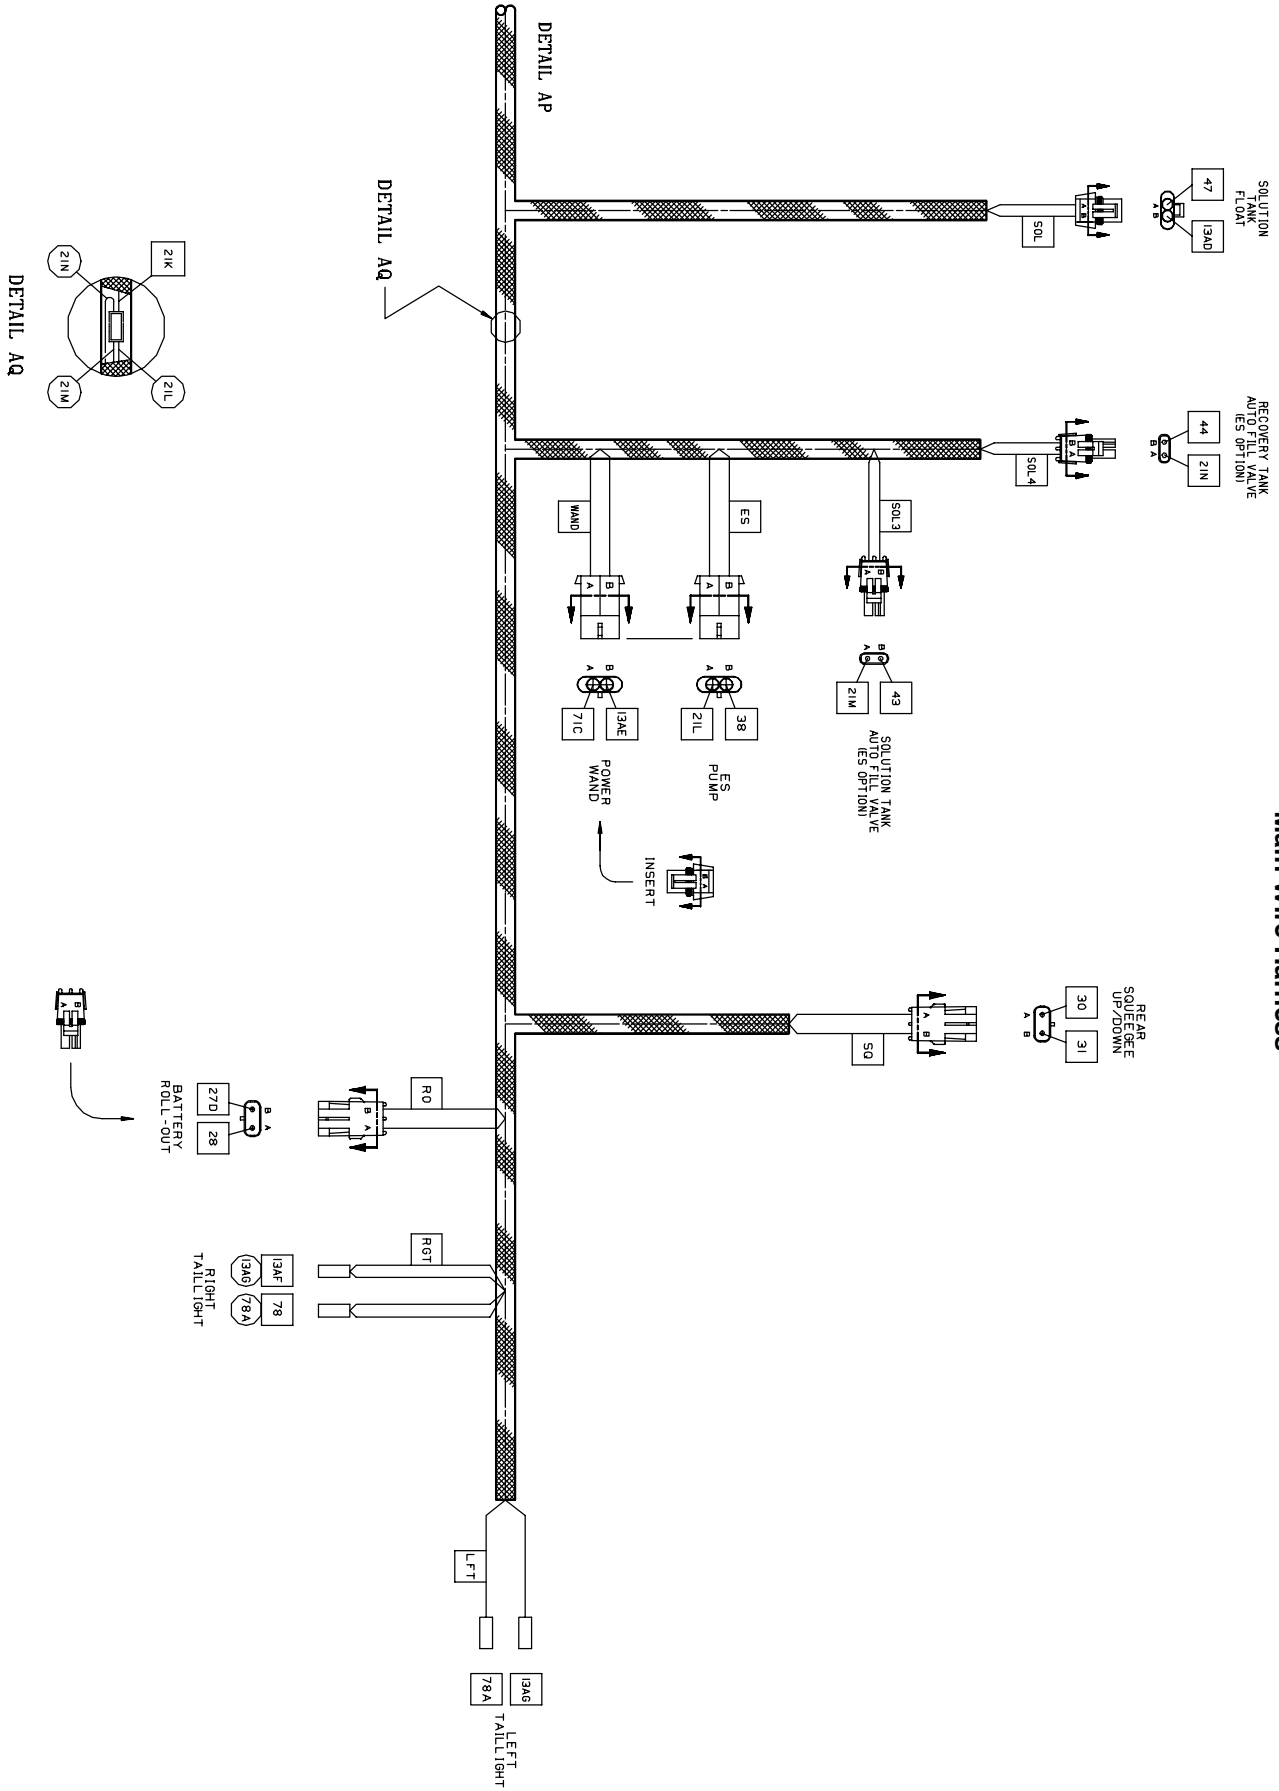 Main Wire Harness
SOLUTION
TANK
FLOAT
47
13AD
A B
A B
SOL
DETAIL AP
RECOVERY TANK
AUTO FILL VALVE
(ES OPTION)
44
21N
B A
B A
SOL4
DETAIL AQ
21K
21N
21L
21M
DETAIL AQ
SOL3
B
A
B
A
43
21M
SOLUTION TANK
AUTO FILL VALVE
(ES OPTION)
ES
B
A
B
A
38
21L
ES
PUMP
WAND
B
A
B
A
13AE
71C
POWER
WAND
INSERT
B A
REAR
SQUEEGEE
UP/DOWN
30
31
A B
A B
SQ
RO
B A
B A
27D
28
BATTERY
ROLL-OUT
B
A
RGT
13AF
78
13AG
78A
RIGHT
TAILLIGHT
LFT
13AG
78A
LEFT
TAILLIGHT